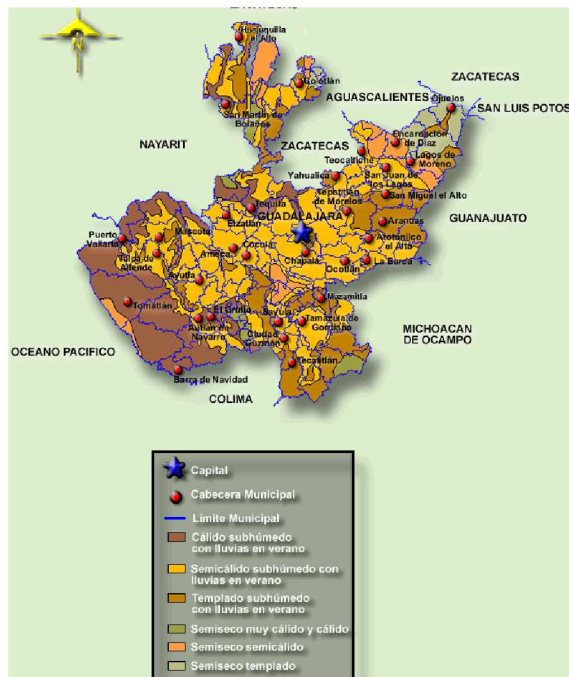 ZACATECAS
N
Huejuquilla
el Alto
Colotlán
ZACATECAS
AGUASCALIENTES
Ojuelos
SAN LUIS POTOS
San Martín de
Bolaños
Encarnación
de Díaz
NAYARIT
ZACATECAS
Teocaltiche
Lagos de
Moreno
Yahualica
San Juan de
los Lagos
Tepatitlán
de Morelos
San Miguel el Alto
Tequila
GUADALAJARA
Etzatlán
Arandas
GUANAJUATO
Puerto
Vallarta
Mascota
Atotonilco
el Alto
Cocula
Talpa de
Allende
Ameca
Chapala
Ocotlán
La Barca
Ayutla
Mazamitla
Tomatlán
El Grullo
Sayula
Tamazula de
Gordiano
Autlán de
Navarro
Ciudad
Guzmán
MICHOACAN
DE OCAMPO
OCEANO PACIFICO
Tecalitlán
Barra de Navidad
COLIMA
Capital
Cabecera Municipal
Límite Municipal
Cálido subhúmedo
con lluvias en verano
Semicálido subhúmedo con
lluvias en verano
Templado subhúmedo
con lluvias en verano
Semiseco muy cálido y cálido
Semiseco semicálido
Semiseco templado